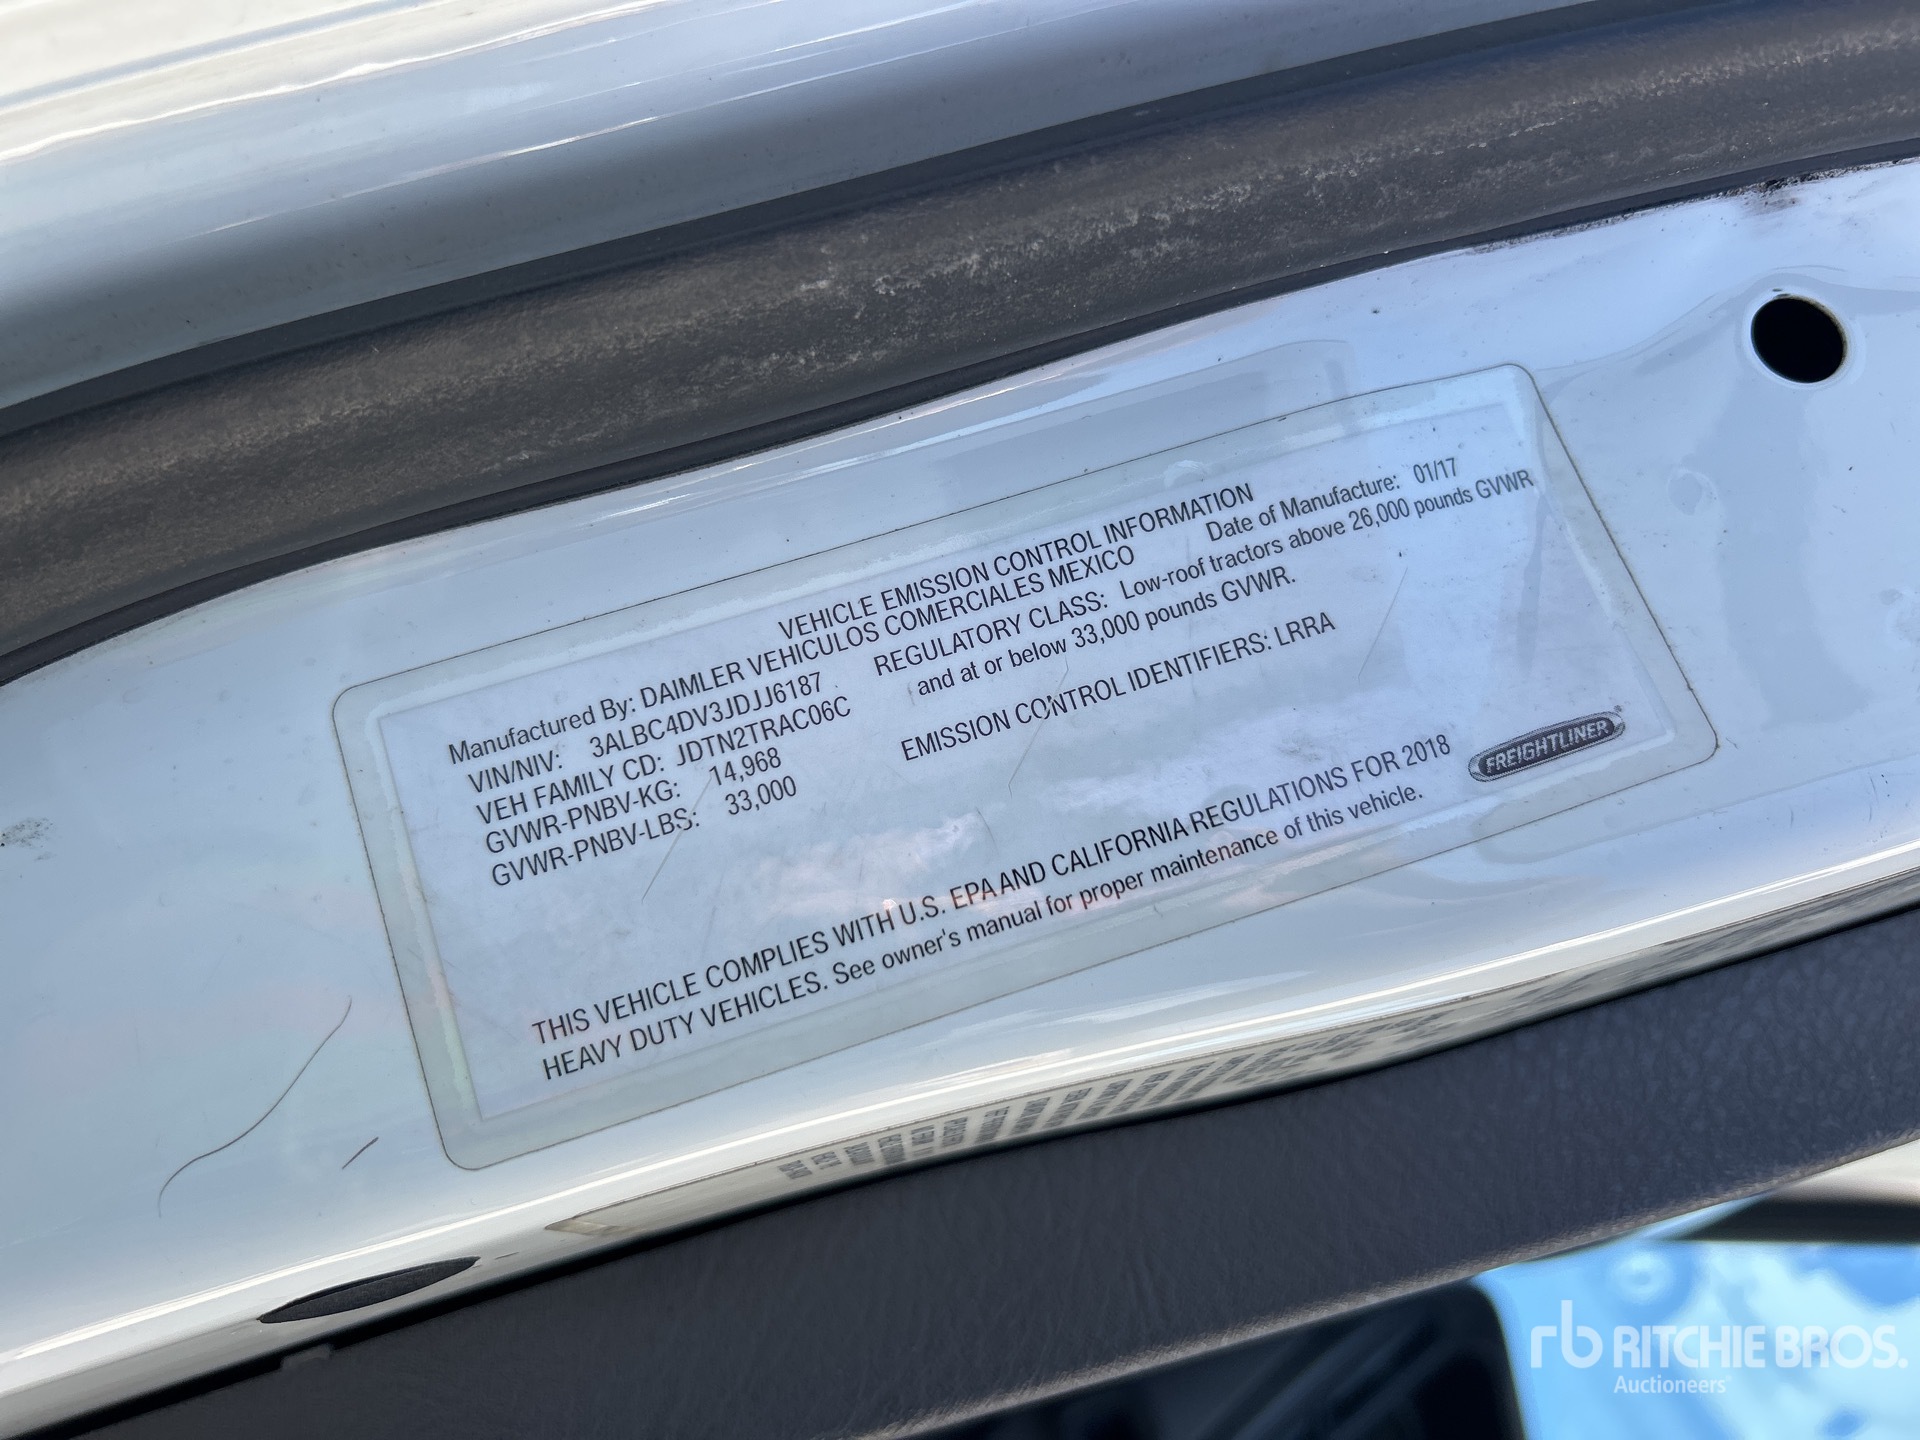 VEHICLE EMISSION CONTROL INFORMATION
Manufactured By: DAIMLER VEHICULOS COMERCIALES MEXICO Date of Manufacture: 01/17
VIN/NIV: 3ALBC4DV3JDJJ6187 REGULATORY CLASS: Low-roof tractors above 26,000 pounds GVWR
VEH FAMILY CD: JDTN2TRAC06C and at or below 33,000 pounds GVWR.
GVWR-PNBV-KG: 14,968
GVWR-PNBV-LBS: 33,000 EMISSION CONTROL IDENTIFIERS: LRRA
THIS VEHICLE COMPLIES WITH U.S. EPA AND CALIFORNIA REGULATIONS FOR 2018
HEAVY DUTY VEHICLES. See owner's manual for proper maintenance of this vehicle.
FREIGHTLINER
rb RITCHIE BROS.
Auctioneers